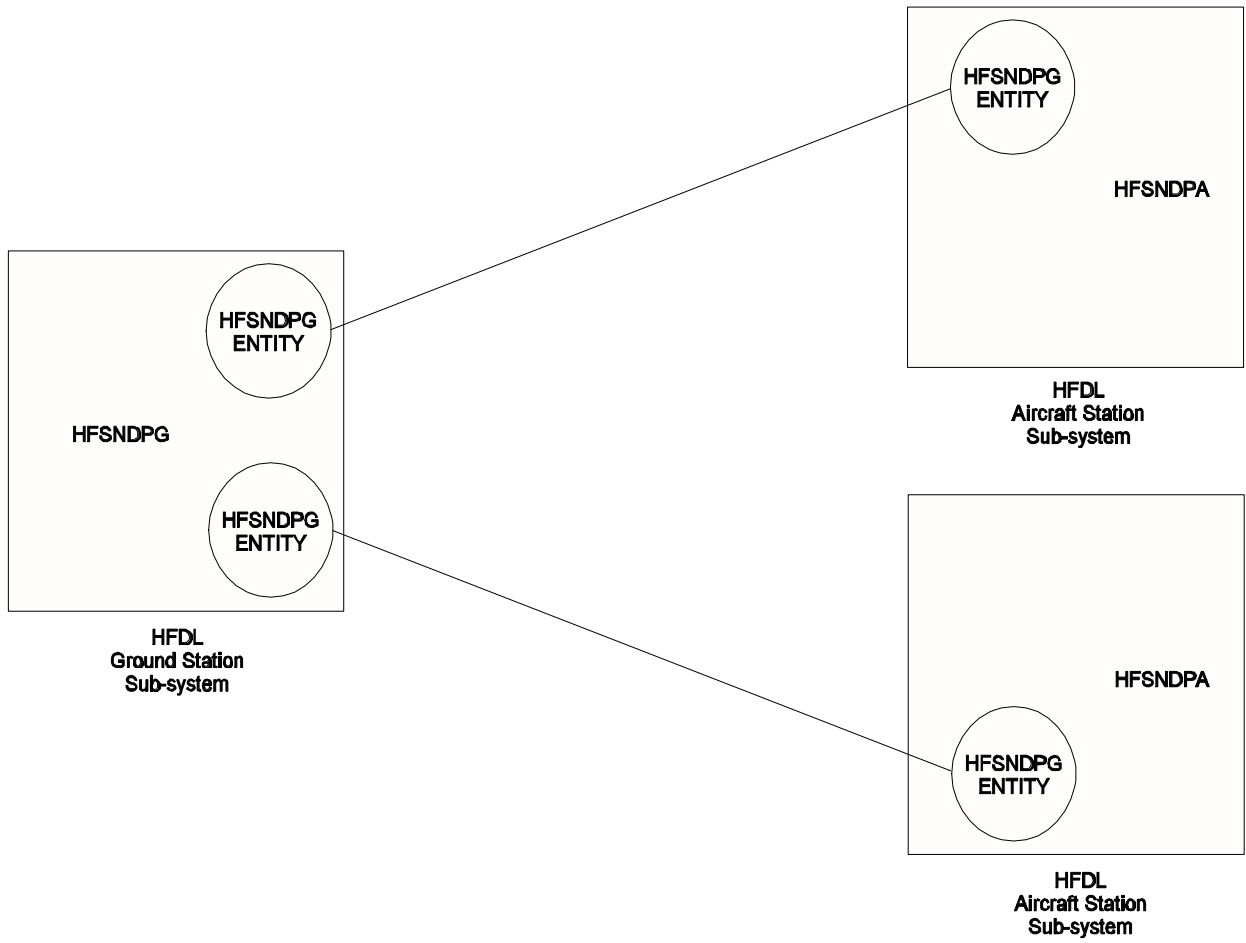 HFSNDPG
ENTITY
HFSNDPA
HFDL
Aircraft Station
Sub-system
HFSNDPG
ENTITY
HFSNDPG
HFSNDPG
ENTITY
HFDL
Ground Station
Sub-system
HFSNDPA
HFSNDPG
ENTITY
HFDL
Aircraft Station
Sub-system